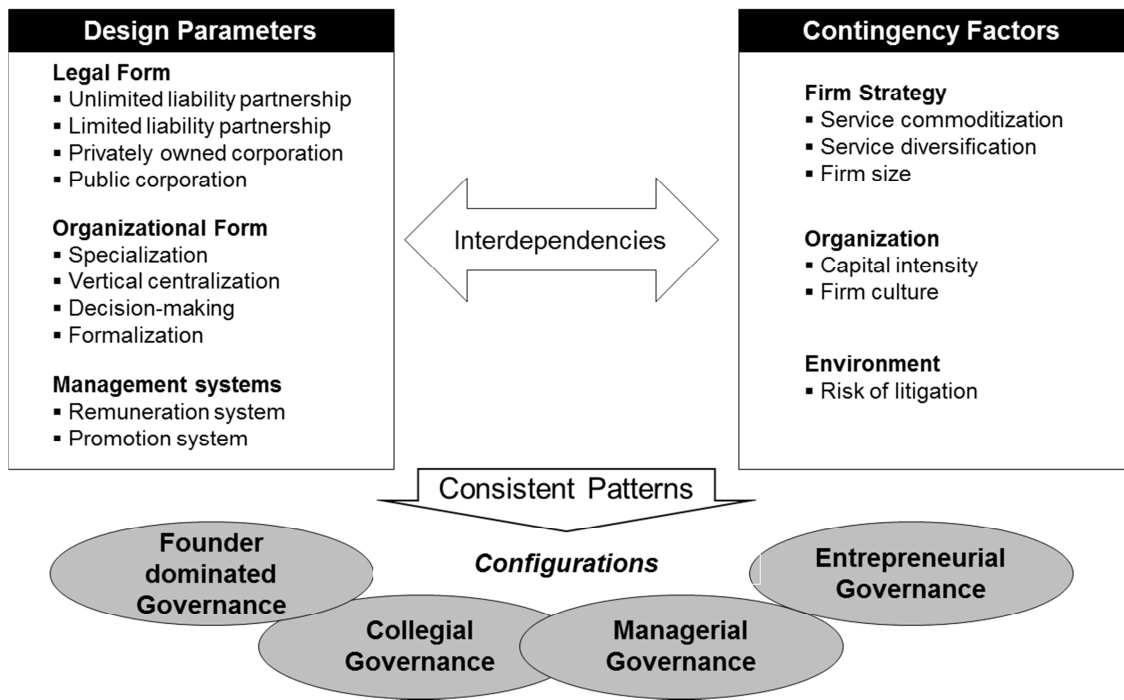 Design Parameters
Legal Form
▪ Unlimited liability partnership
▪ Limited liability partnership
▪ Privately owned corporation
▪ Public corporation
Organizational Form
▪ Specialization
▪ Vertical centralization
▪ Decision-making
▪ Formalization
Management systems
▪ Remuneration system
▪ Promotion system
Interdependencies
Contingency Factors
Firm Strategy
▪ Service commoditization
▪ Service diversification
▪ Firm size
Organization
▪ Capital intensity
▪ Firm culture
Environment
▪ Risk of litigation
Consistent Patterns
Configurations
Founder
dominated
Governance
Collegial
Governance
Managerial
Governance
Entrepreneurial
Governance